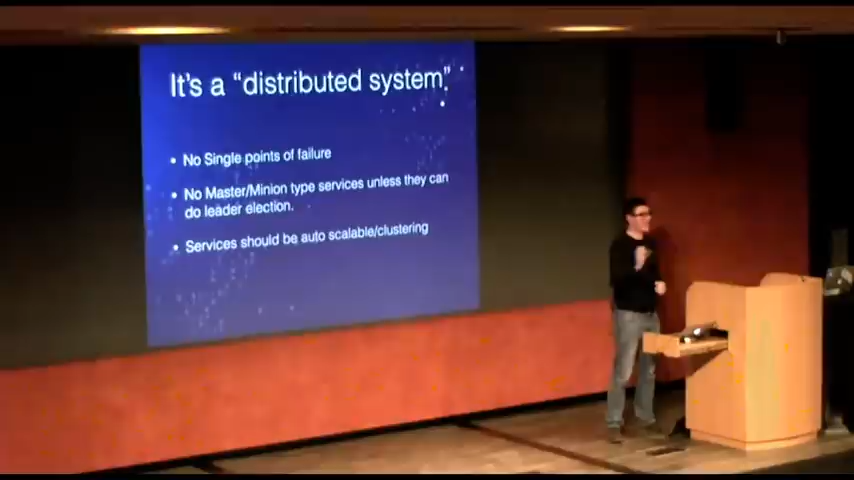 It's a “distributed system”
• No Single points of failure
• No Master/Minion type services unless they can
do leader election.
• Services should be auto scalable/clustering